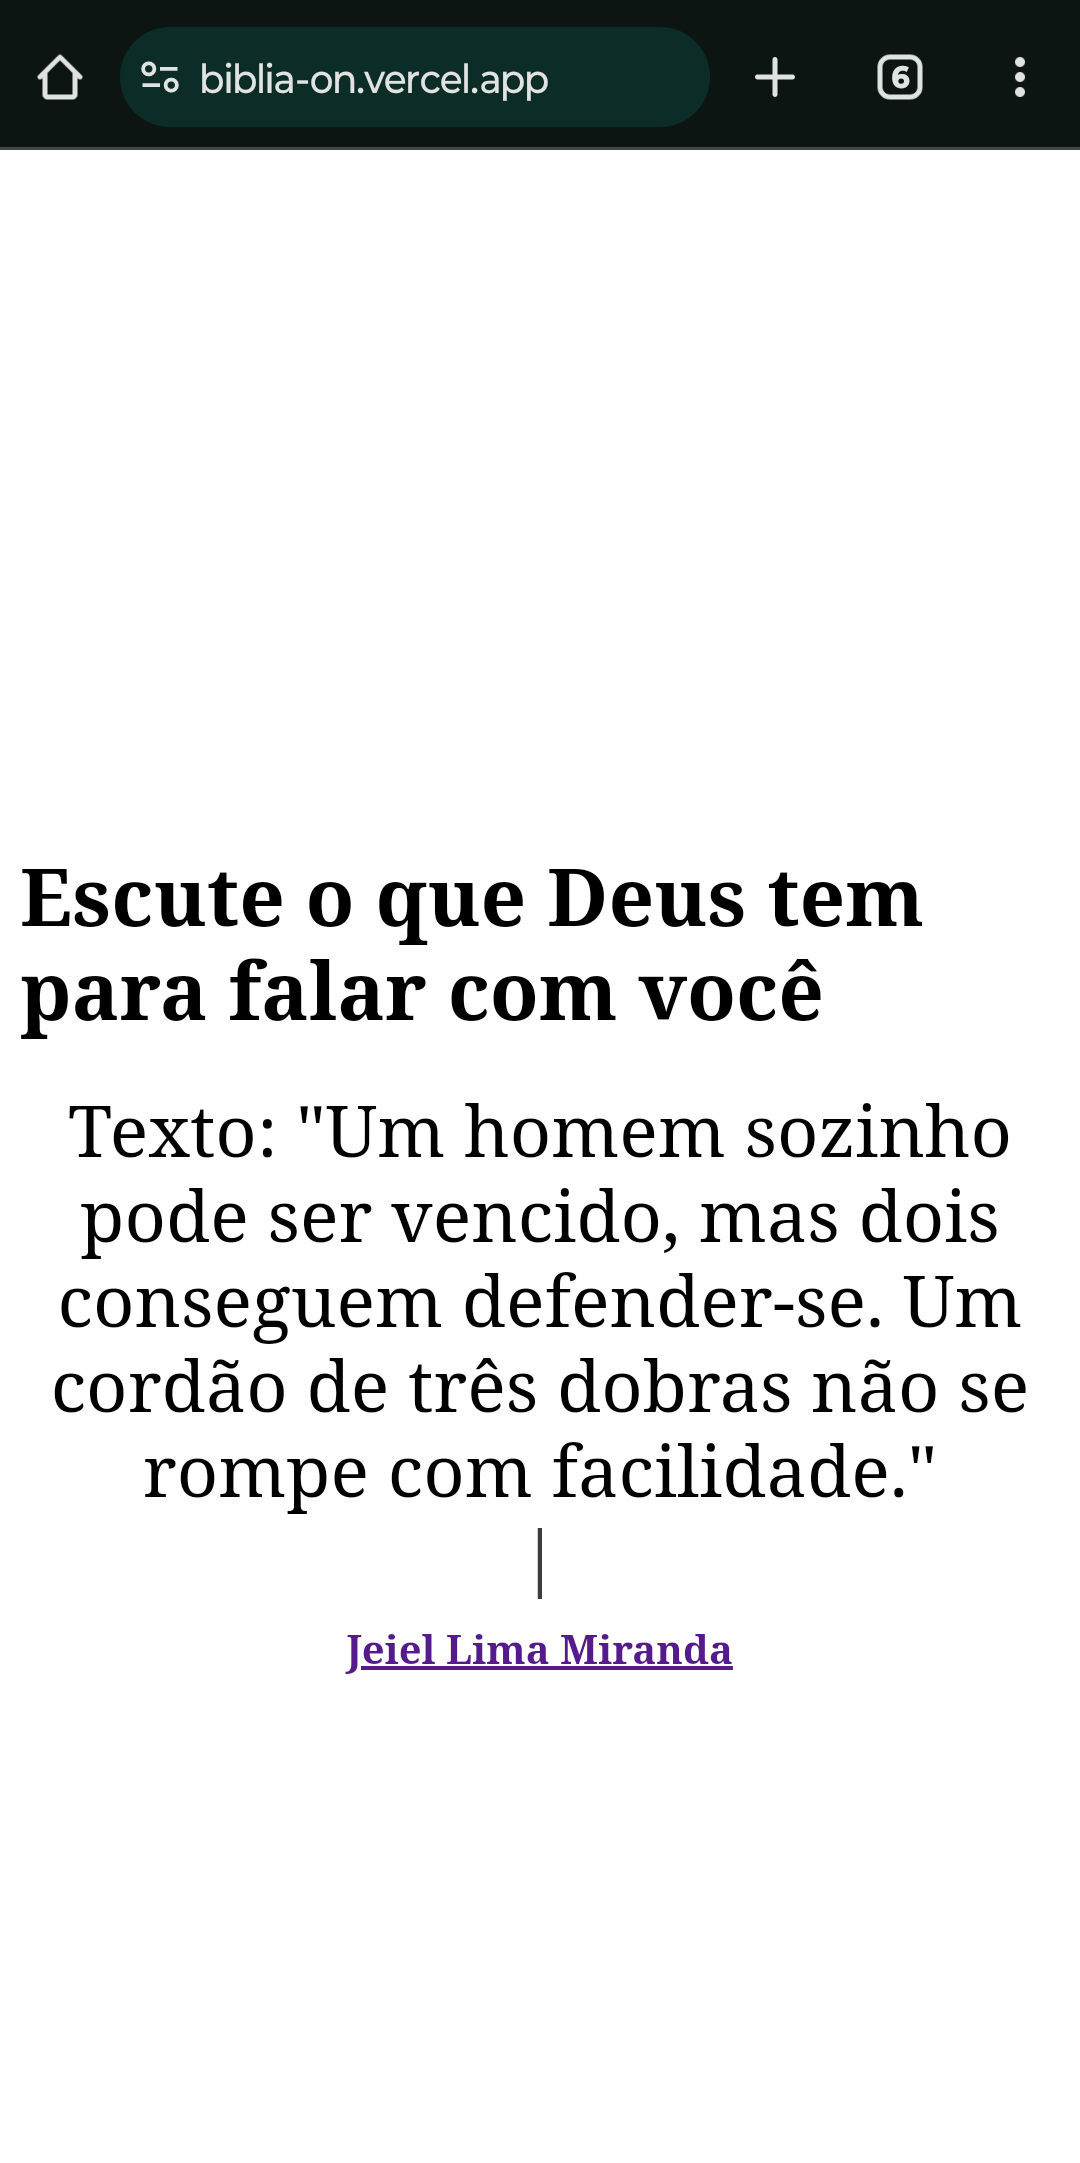 biblia-on.vercel.app
6
Escute o que Deus tem
para falar com você
Texto: "Um homem sozinho
pode ser vencido, mas dois
conseguem defender-se. Um
cordão de três dobras não se
rompe com facilidade."
Jeiel Lima Miranda